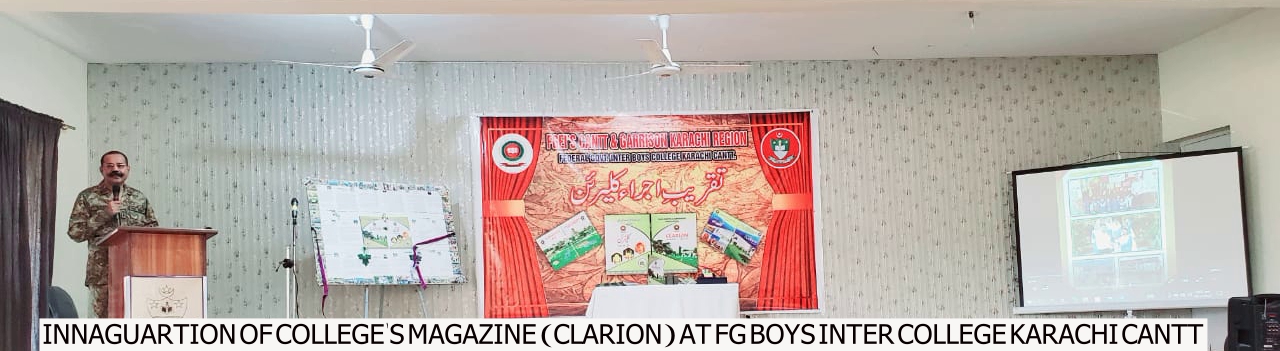 FGEI'S CANTT & GARRISON KARACHI REGION
FEDERAL GOVT INTER BOYS COLLEGE KARACHI CANTT.
تقریب اجراء کلیرئن
CLARION
INNAGUARTION OF COLLEGE'S MAGAZINE (CLARION) AT FG BOYS INTER COLLEGE KARACHI CANTT